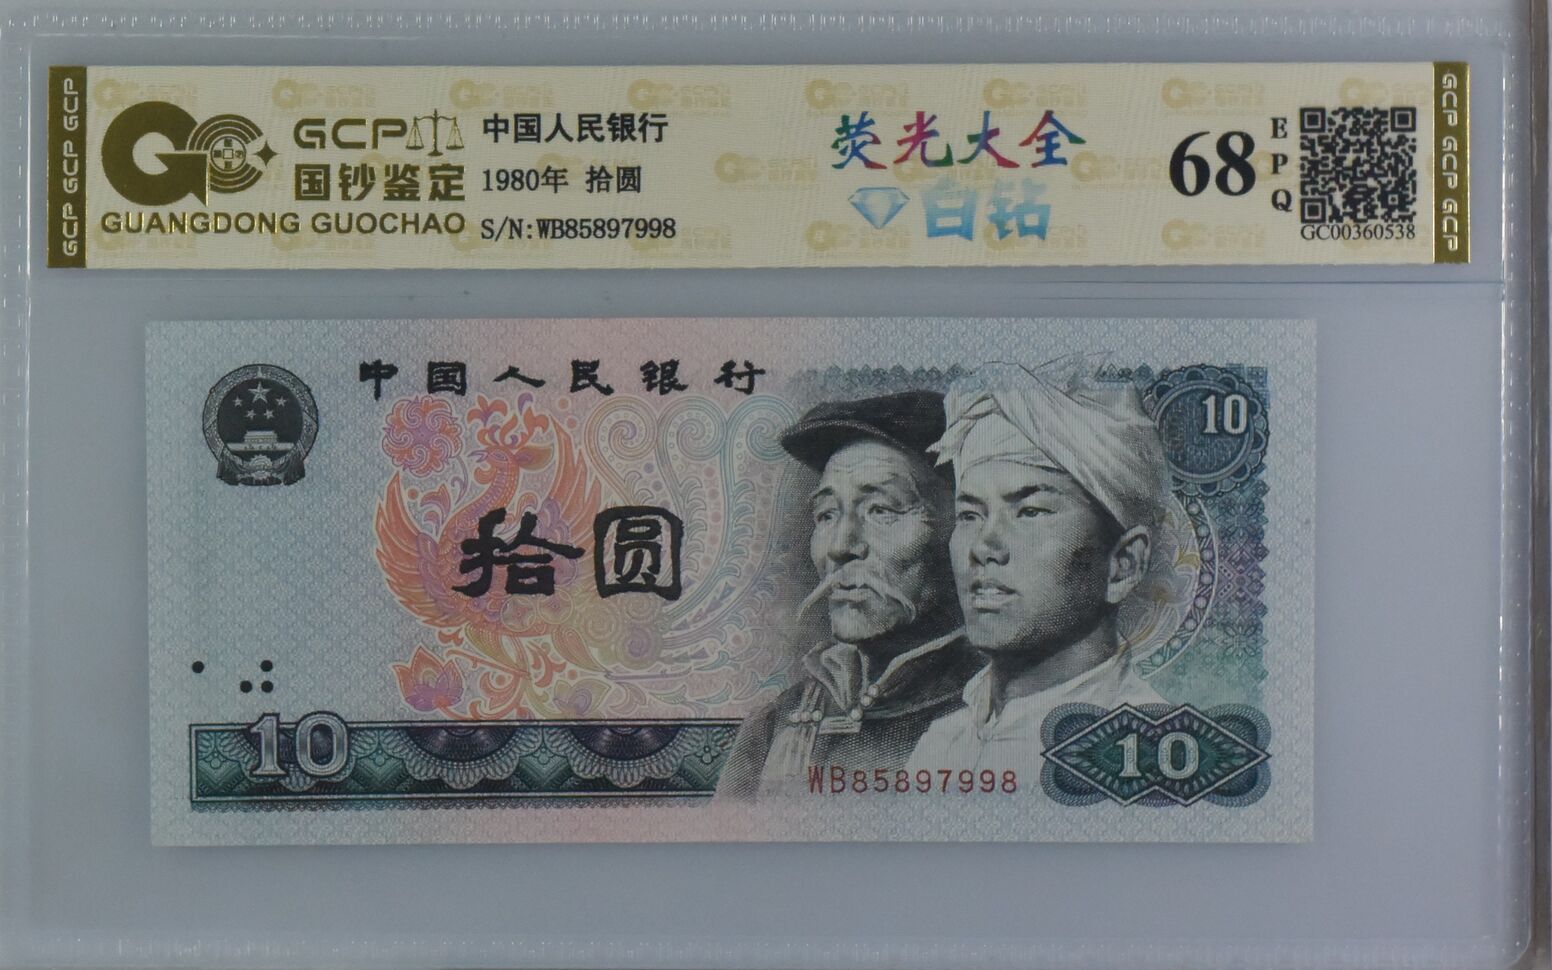 GCP GCP GCP
GCP
国钞鉴定
GUANGDONG GUOCHAO
中国人民银行
1980年 拾圆
S/N:WB85897998
荧光大全
白钻
68
EPQ
GC00360538
GCP GCP GCP
中国人民银行
10
拾圆
10
WB85897998
10